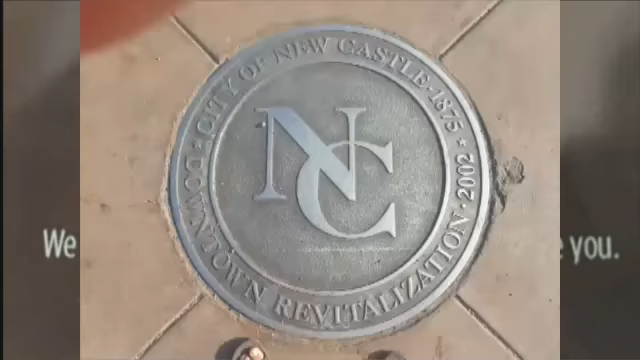 CITY OF NEW CASTLE · 1875 ★ 2002 · DOWNTOWN REVITALIZATION ★
NC
We
you.